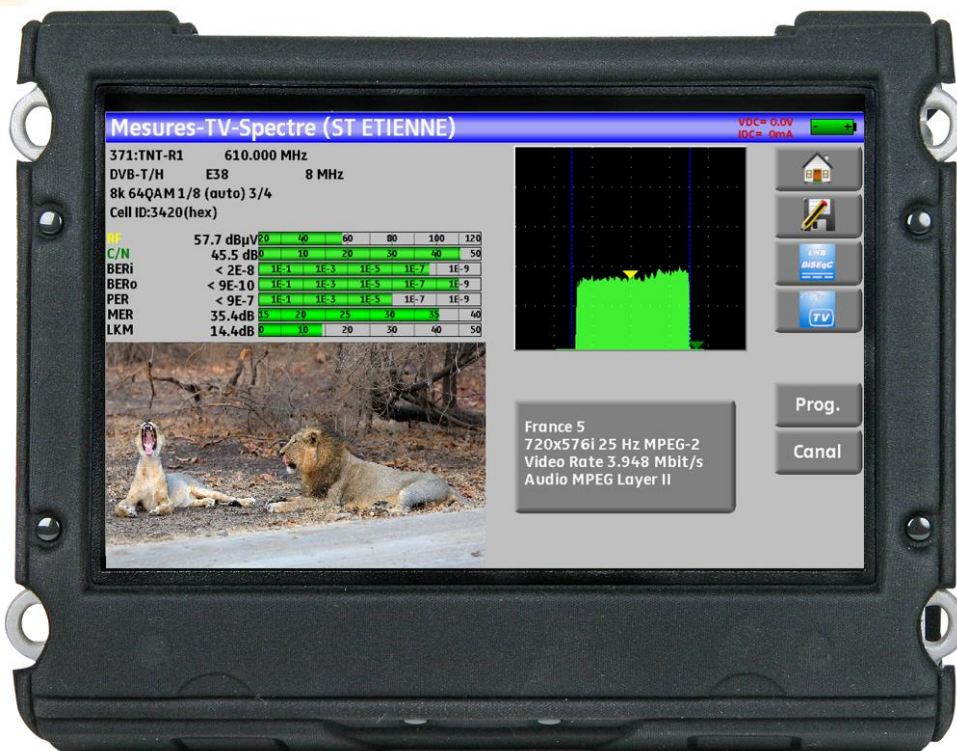 Mesures-TV-Spectre (ST ETIENNE)
VDC= 0.0V
IDC= 0mA
- +
371:TNT-R1 610.000 MHz
DVB-T/H E38 8 MHz
8k 64QAM 1/8 (auto) 3/4
Cell ID:3420(hex)
RF 57.7 dBµV 20 40 60 80 100 120
C/N 45.5 dB 0 10 20 30 40 50
BERi < 2E-8 1E-1 1E-3 1E-5 1E-7 1E-9
BERo < 9E-10 1E-1 1E-3 1E-5 1E-7 1E-9
PER < 9E-7 1E-1 1E-3 1E-5 1E-7 1E-9
MER 35.4dB 15 20 25 30 35 40
LKM 14.4dB 0 10 20 30 40 50
LNB
DiSEqC
TV
Prog.
Canal
France 5
720x576i 25 Hz MPEG-2
Video Rate 3.948 Mbit/s
Audio MPEG Layer II